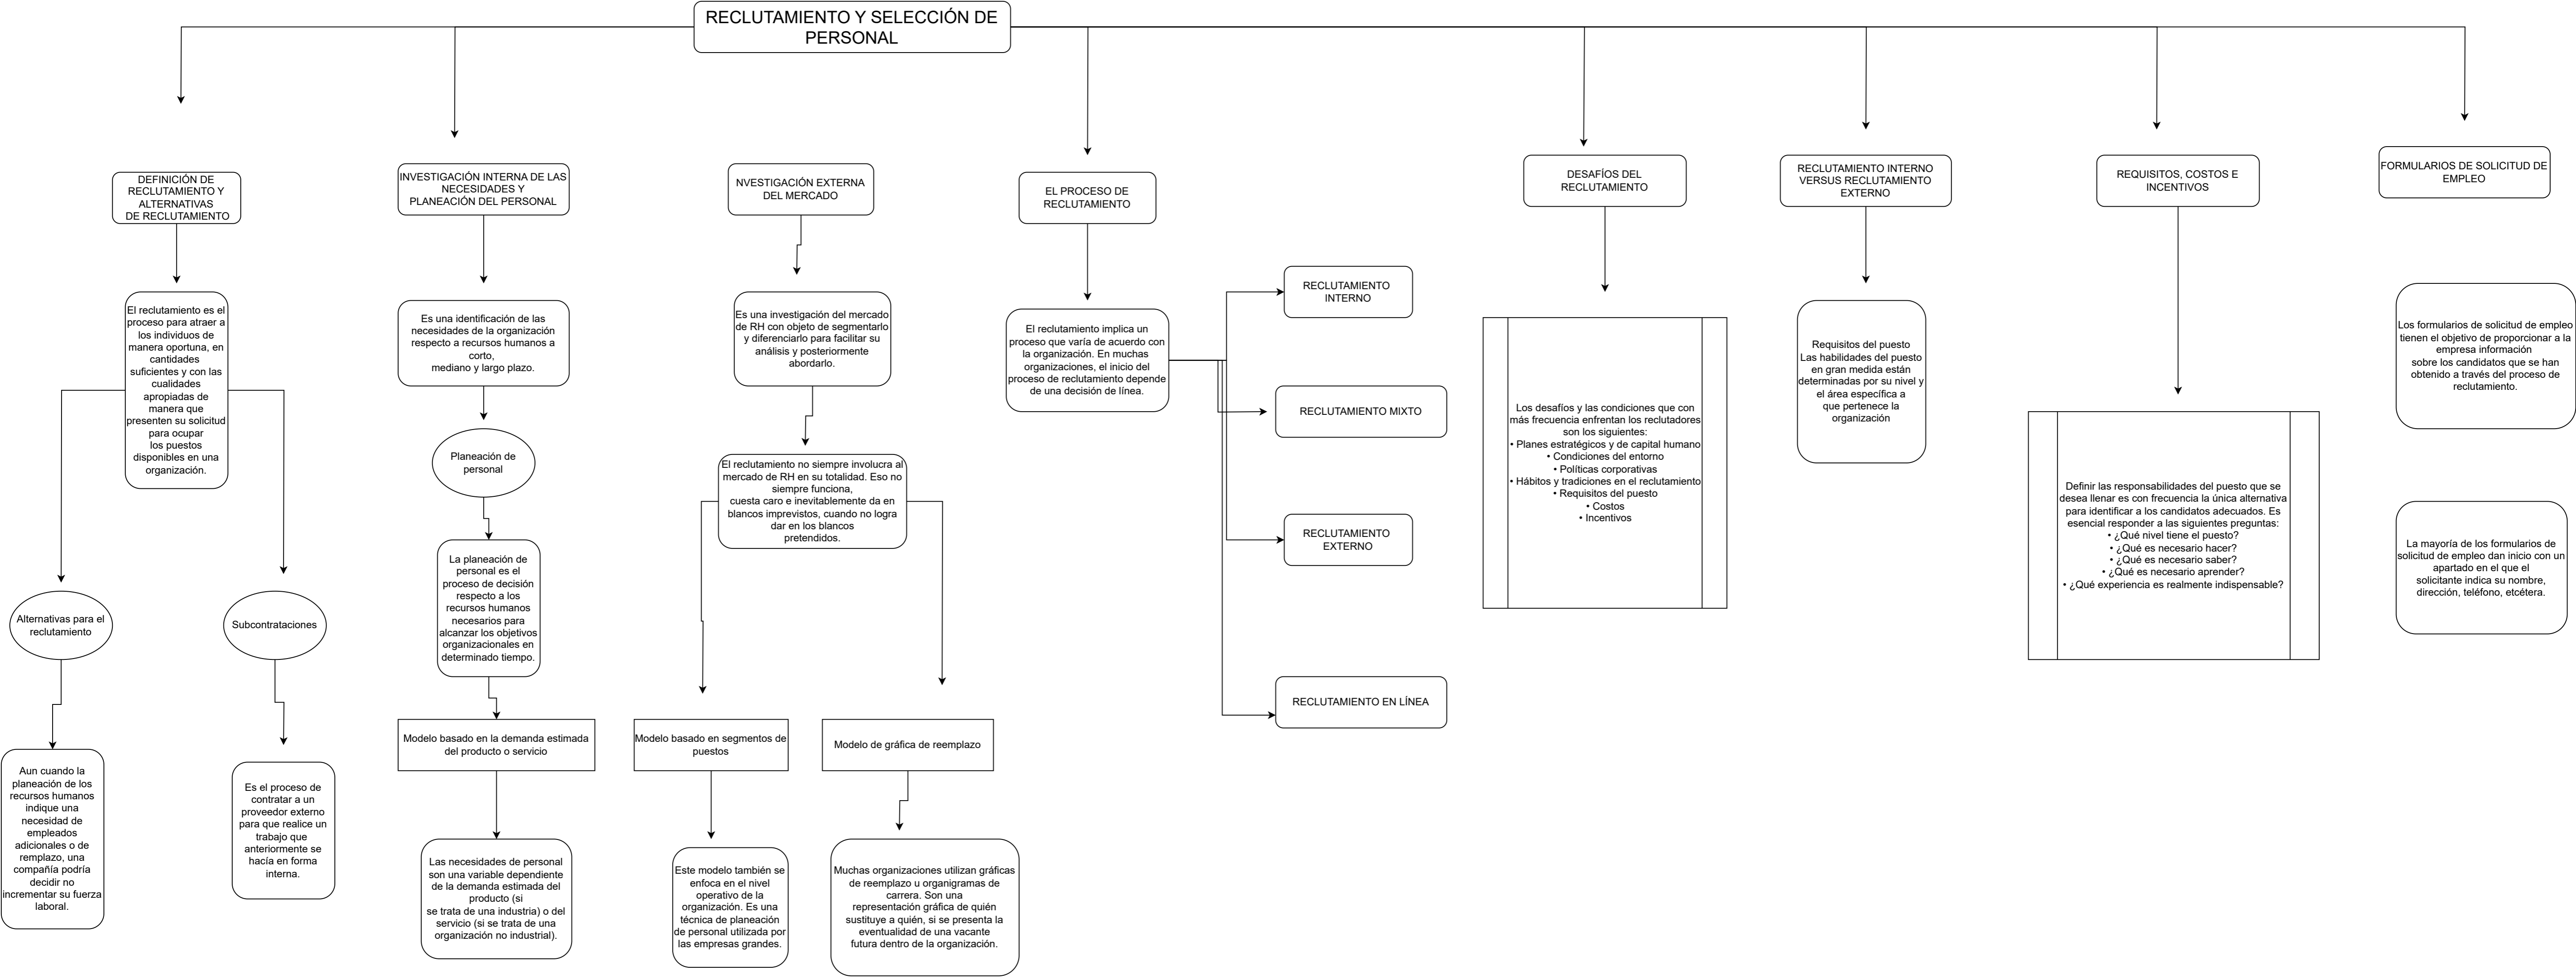 RECLUTAMIENTO Y SELECCIÓN DE
PERSONAL
DEFINICIÓN DE
RECLUTAMIENTO Y
ALTERNATIVAS
DE RECLUTAMIENTO
INVESTIGACIÓN INTERNA DE LAS
NECESIDADES Y
PLANEACIÓN DEL PERSONAL
NVESTIGACIÓN EXTERNA
DEL MERCADO
EL PROCESO DE
RECLUTAMIENTO
DESAFÍOS DEL
RECLUTAMIENTO
RECLUTAMIENTO INTERNO
VERSUS RECLUTAMIENTO
EXTERNO
REQUISITOS, COSTOS E
INCENTIVOS
FORMULARIOS DE SOLICITUD DE
EMPLEO
El reclutamiento es el
proceso para atraer a
los individuos de
manera oportuna, en
cantidades
suficientes y con las
cualidades
apropiadas de
manera que
presenten su solicitud
para ocupar
los puestos
disponibles en una
organización.
Es una identificación de las
necesidades de la organización
respecto a recursos humanos a
corto,
mediano y largo plazo.
Es una investigación del mercado
de RH con objeto de segmentarlo
y diferenciarlo para facilitar su
análisis y posteriormente
abordarlo.
El reclutamiento implica un
proceso que varía de acuerdo con
la organización. En muchas
organizaciones, el inicio del
proceso de reclutamiento depende
de una decisión de línea.
RECLUTAMIENTO
INTERNO
RECLUTAMIENTO MIXTO
RECLUTAMIENTO
EXTERNO
RECLUTAMIENTO EN LÍNEA
Los desafíos y las condiciones que con
más frecuencia enfrentan los reclutadores
son los siguientes:
• Planes estratégicos y de capital humano
• Condiciones del entorno
• Políticas corporativas
• Hábitos y tradiciones en el reclutamiento
• Requisitos del puesto
• Costos
• Incentivos
Requisitos del puesto
Las habilidades del puesto
en gran medida están
determinadas por su nivel y
el área específica a
que pertenece la
organización
Definir las responsabilidades del puesto que se
desea llenar es con frecuencia la única alternativa
para identificar a los candidatos adecuados. Es
esencial responder a las siguientes preguntas:
• ¿Qué nivel tiene el puesto?
• ¿Qué es necesario hacer?
• ¿Qué es necesario saber?
• ¿Qué es necesario aprender?
• ¿Qué experiencia es realmente indispensable?
Los formularios de solicitud de empleo
tienen el objetivo de proporcionar a la
empresa información
sobre los candidatos que se han
obtenido a través del proceso de
reclutamiento.
La mayoría de los formularios de
solicitud de empleo dan inicio con un
apartado en el que el
solicitante indica su nombre,
dirección, teléfono, etcétera.
Planeación de
personal
El reclutamiento no siempre involucra al
mercado de RH en su totalidad. Eso no
siempre funciona,
cuesta caro e inevitablemente da en
blancos imprevistos, cuando no logra
dar en los blancos
pretendidos.
La planeación de
personal es el
proceso de decisión
respecto a los
recursos humanos
necesarios para
alcanzar los objetivos
organizacionales en
determinado tiempo.
Alternativas para el
reclutamiento
Subcontrataciones
Modelo basado en la demanda estimada
del producto o servicio
Modelo basado en segmentos de
puestos
Modelo de gráfica de reemplazo
Aun cuando la
planeación de los
recursos humanos
indique una
necesidad de
empleados
adicionales o de
remplazo, una
compañía podría
decidir no
incrementar su fuerza
laboral.
Es el proceso de
contratar a un
proveedor externo
para que realice un
trabajo que
anteriormente se
hacía en forma
interna.
Las necesidades de personal
son una variable dependiente
de la demanda estimada del
producto (si
se trata de una industria) o del
servicio (si se trata de una
organización no industrial).
Este modelo también se
enfoca en el nivel
operativo de la
organización. Es una
técnica de planeación
de personal utilizada por
las empresas grandes.
Muchas organizaciones utilizan gráficas
de reemplazo u organigramas de
carrera. Son una
representación gráfica de quién
sustituye a quién, si se presenta la
eventualidad de una vacante
futura dentro de la organización.